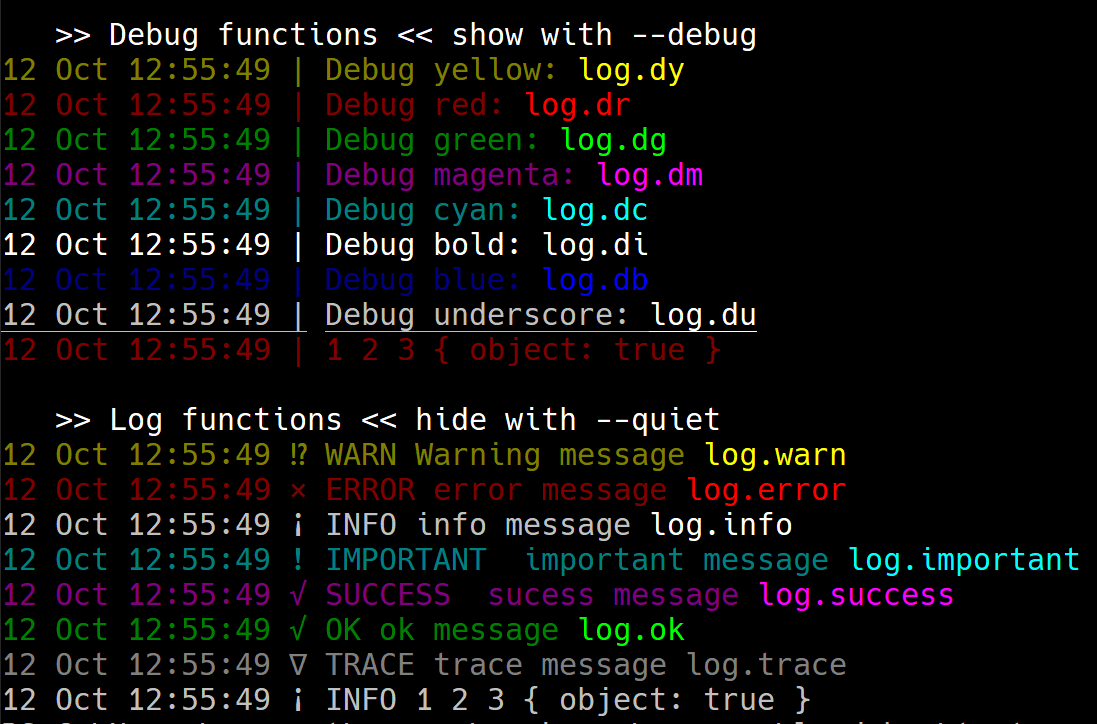 >> Debug functions << show with --debug
12 Oct 12:55:49 | Debug yellow: log.dy
12 Oct 12:55:49 | Debug red: log.dr
12 Oct 12:55:49 | Debug green: log.dg
12 Oct 12:55:49 | Debug magenta: log.dm
12 Oct 12:55:49 | Debug cyan: log.dc
12 Oct 12:55:49 | Debug bold: log.di
12 Oct 12:55:49 | Debug blue: log.db
12 Oct 12:55:49 | Debug underscore: log.du
12 Oct 12:55:49 | 1 2 3 { object: true }
>> Log functions << hide with --quiet
12 Oct 12:55:49 ⁉ WARN Warning message log.warn
12 Oct 12:55:49 × ERROR error message log.error
12 Oct 12:55:49 ¡ INFO info message log.info
12 Oct 12:55:49 ! IMPORTANT  important message log.important
12 Oct 12:55:49 √ SUCCESS  sucess message log.success
12 Oct 12:55:49 √ OK ok message log.ok
12 Oct 12:55:49 ∇ TRACE trace message log.trace
12 Oct 12:55:49 ¡ INFO 1 2 3 { object: true }